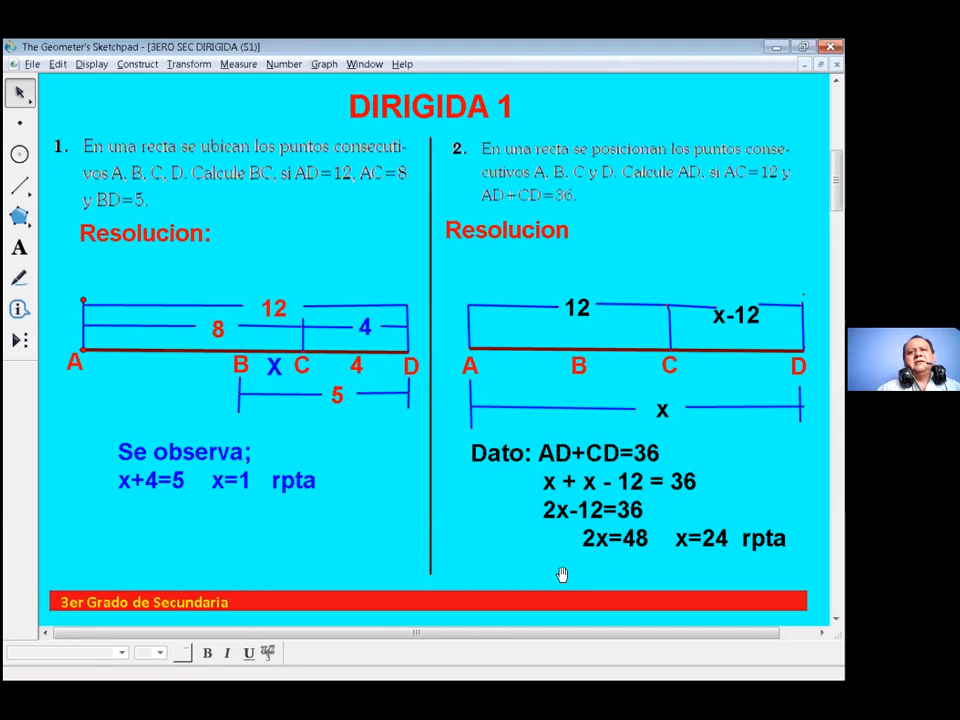 The Geometer's Sketchpad - [3ERO SEC DIRIGIDA (S1)]
File Edit Display Construct Transform Measure Number Graph Window Help
DIRIGIDA 1
1. En una recta se ubican los puntos consecuti-
vos A, B, C, D. Calcule BC, si AD=12, AC=8
y BD=5.
Resolucion:
12
8 4
A B X C 4 D
5
Se observa;
x+4=5 x=1 rpta
2. En una recta se posicionan los puntos conse-
cutivos A, B, C y D. Calcule AD, si AC=12 y
AD+CD=36.
Resolucion
12 x-12
A B C D
x
Dato: AD+CD=36
x + x - 12 = 36
2x-12=36
2x=48 x=24 rpta
3er Grado de Secundaria
B I U
A